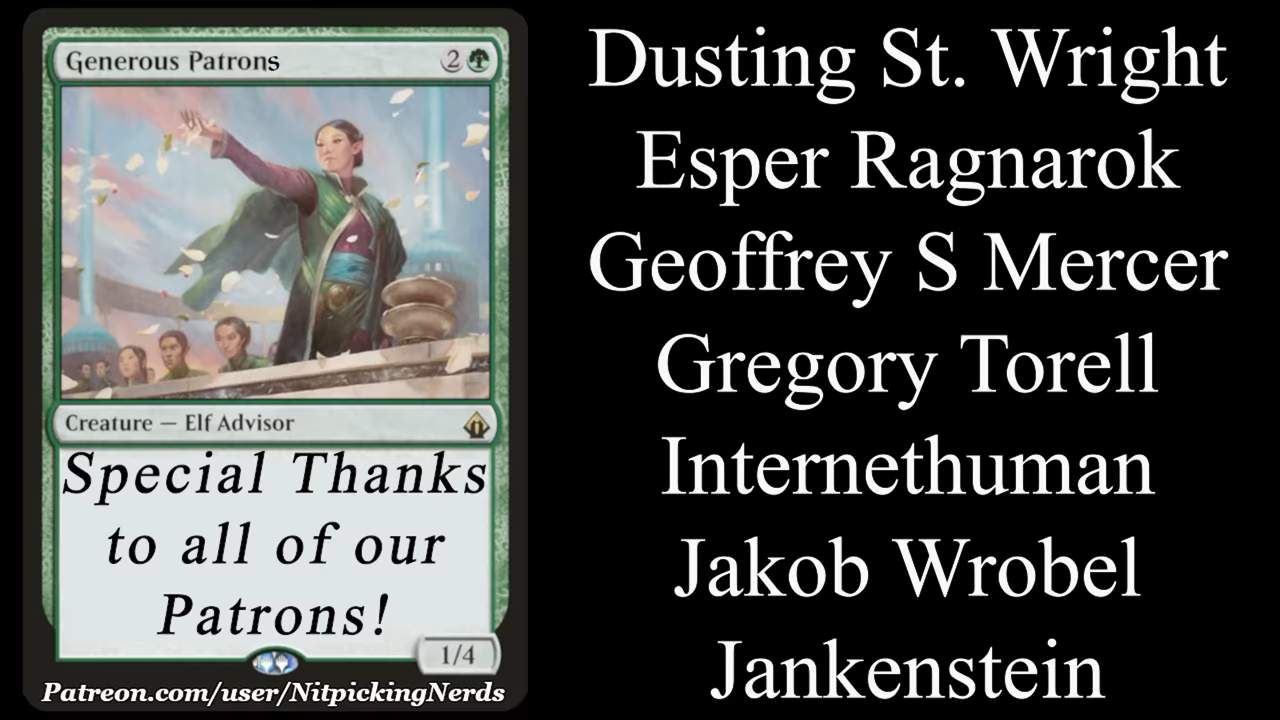 Generous Patrons
2
Creature — Elf Advisor
Special Thanks
to all of our
Patrons!
1/4
Patreon.com/user/NitpickingNerds
Dusting St. Wright
Esper Ragnarok
Geoffrey S Mercer
Gregory Torell
Internethuman
Jakob Wrobel
Jankenstein